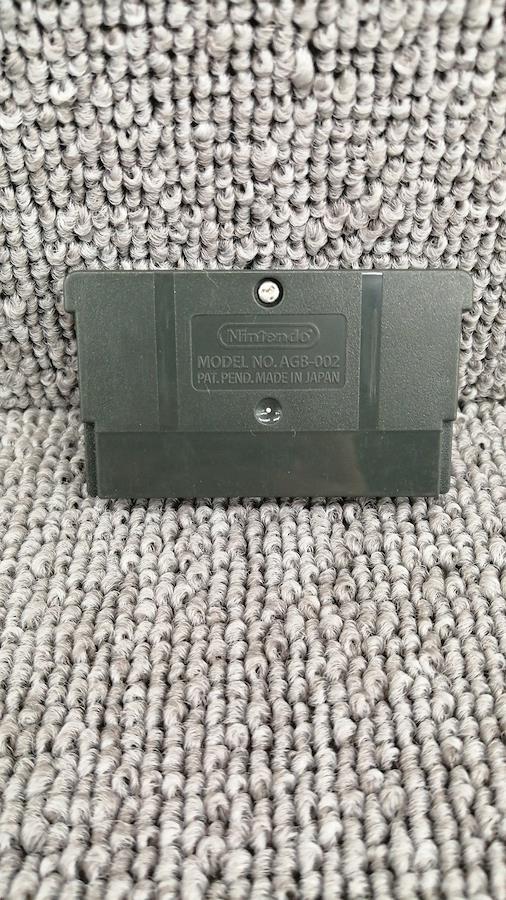 Nintendo
MODEL NO. AGB-002
PAT. PEND. MADE IN JAPAN